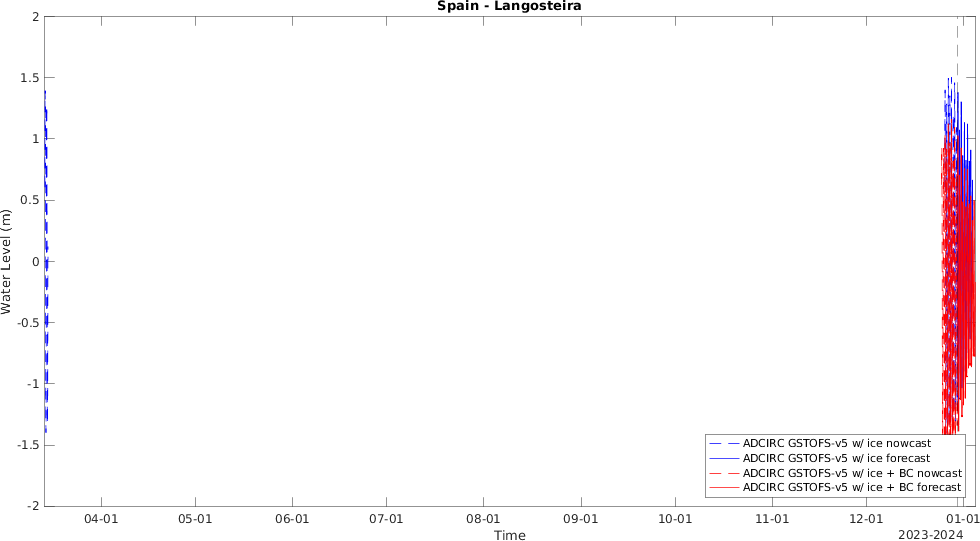 Spain - Langosteira
2
1.5
1
0.5
0
-0.5
-1
-1.5
-2
Water Level (m)
ADCIRC GSTOFS-v5 w/ ice nowcast
ADCIRC GSTOFS-v5 w/ ice forecast
ADCIRC GSTOFS-v5 w/ ice + BC nowcast
ADCIRC GSTOFS-v5 w/ ice + BC forecast
04-01 05-01 06-01 07-01 08-01 09-01 10-01 11-01 12-01 01-01
Time
2023-2024